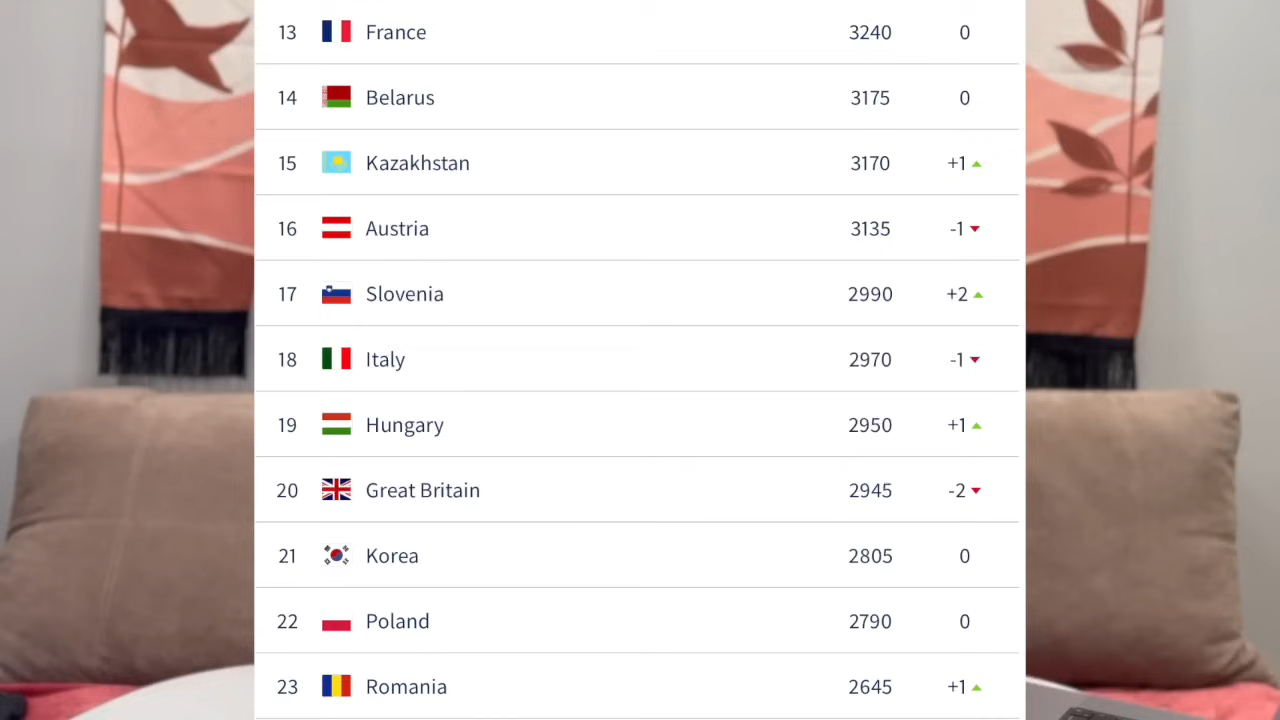 13 France 3240 0
14 Belarus 3175 0
15 Kazakhstan 3170 +1
16 Austria 3135 -1
17 Slovenia 2990 +2
18 Italy 2970 -1
19 Hungary 2950 +1
20 Great Britain 2945 -2
21 Korea 2805 0
22 Poland 2790 0
23 Romania 2645 +1